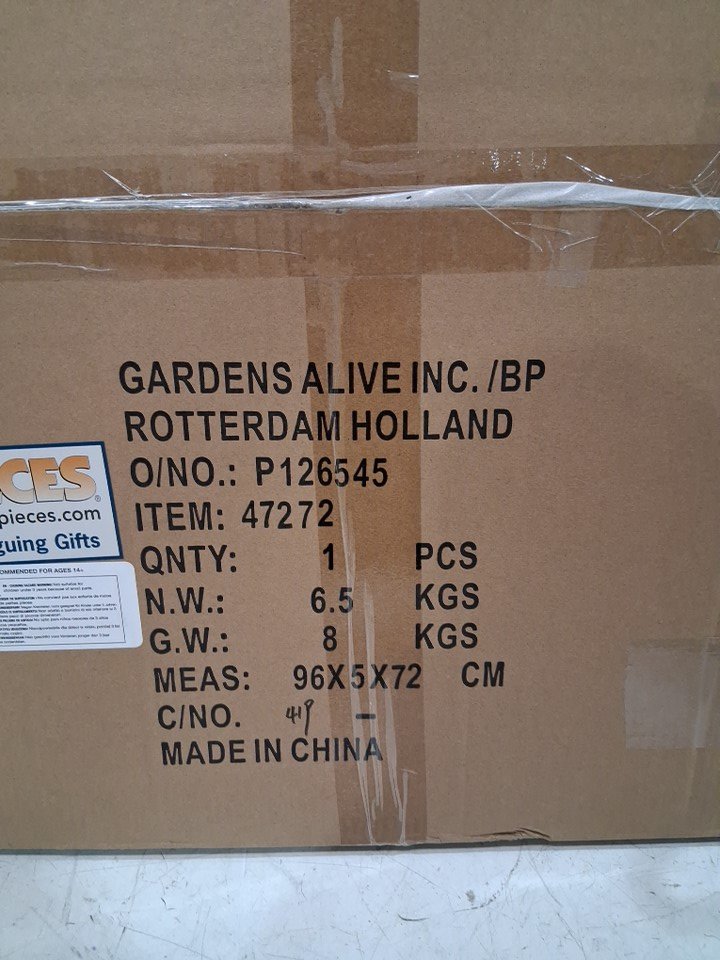 GARDENS ALIVE INC. /BP
ROTTERDAM HOLLAND
O/NO.: P126545
ITEM: 47272
QNTY: 1 PCS
N.W.: 6.5 KGS
G.W.: 8 KGS
MEAS: 96X5X72 CM
C/NO. 419 –
MADE IN CHINA
CES®
pieces.com
guing Gifts
OMMENDED FOR AGES 14+